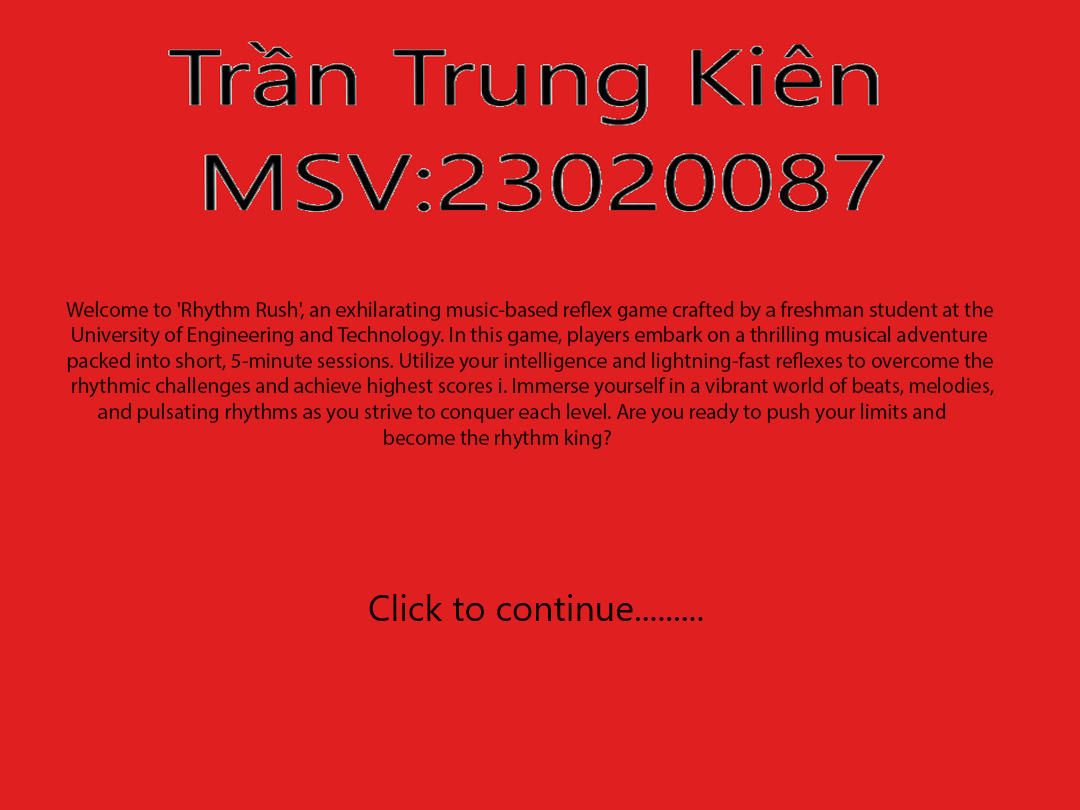 Trần Trung Kiên
MSV:23020087
Welcome to 'Rhythm Rush', an exhilarating music-based reflex game crafted by a freshman student at the
University of Engineering and Technology. In this game, players embark on a thrilling musical adventure
packed into short, 5-minute sessions. Utilize your intelligence and lightning-fast reflexes to overcome the
rhythmic challenges and achieve highest scores i. Immerse yourself in a vibrant world of beats, melodies,
and pulsating rhythms as you strive to conquer each level. Are you ready to push your limits and
become the rhythm king?
Click to continue.........